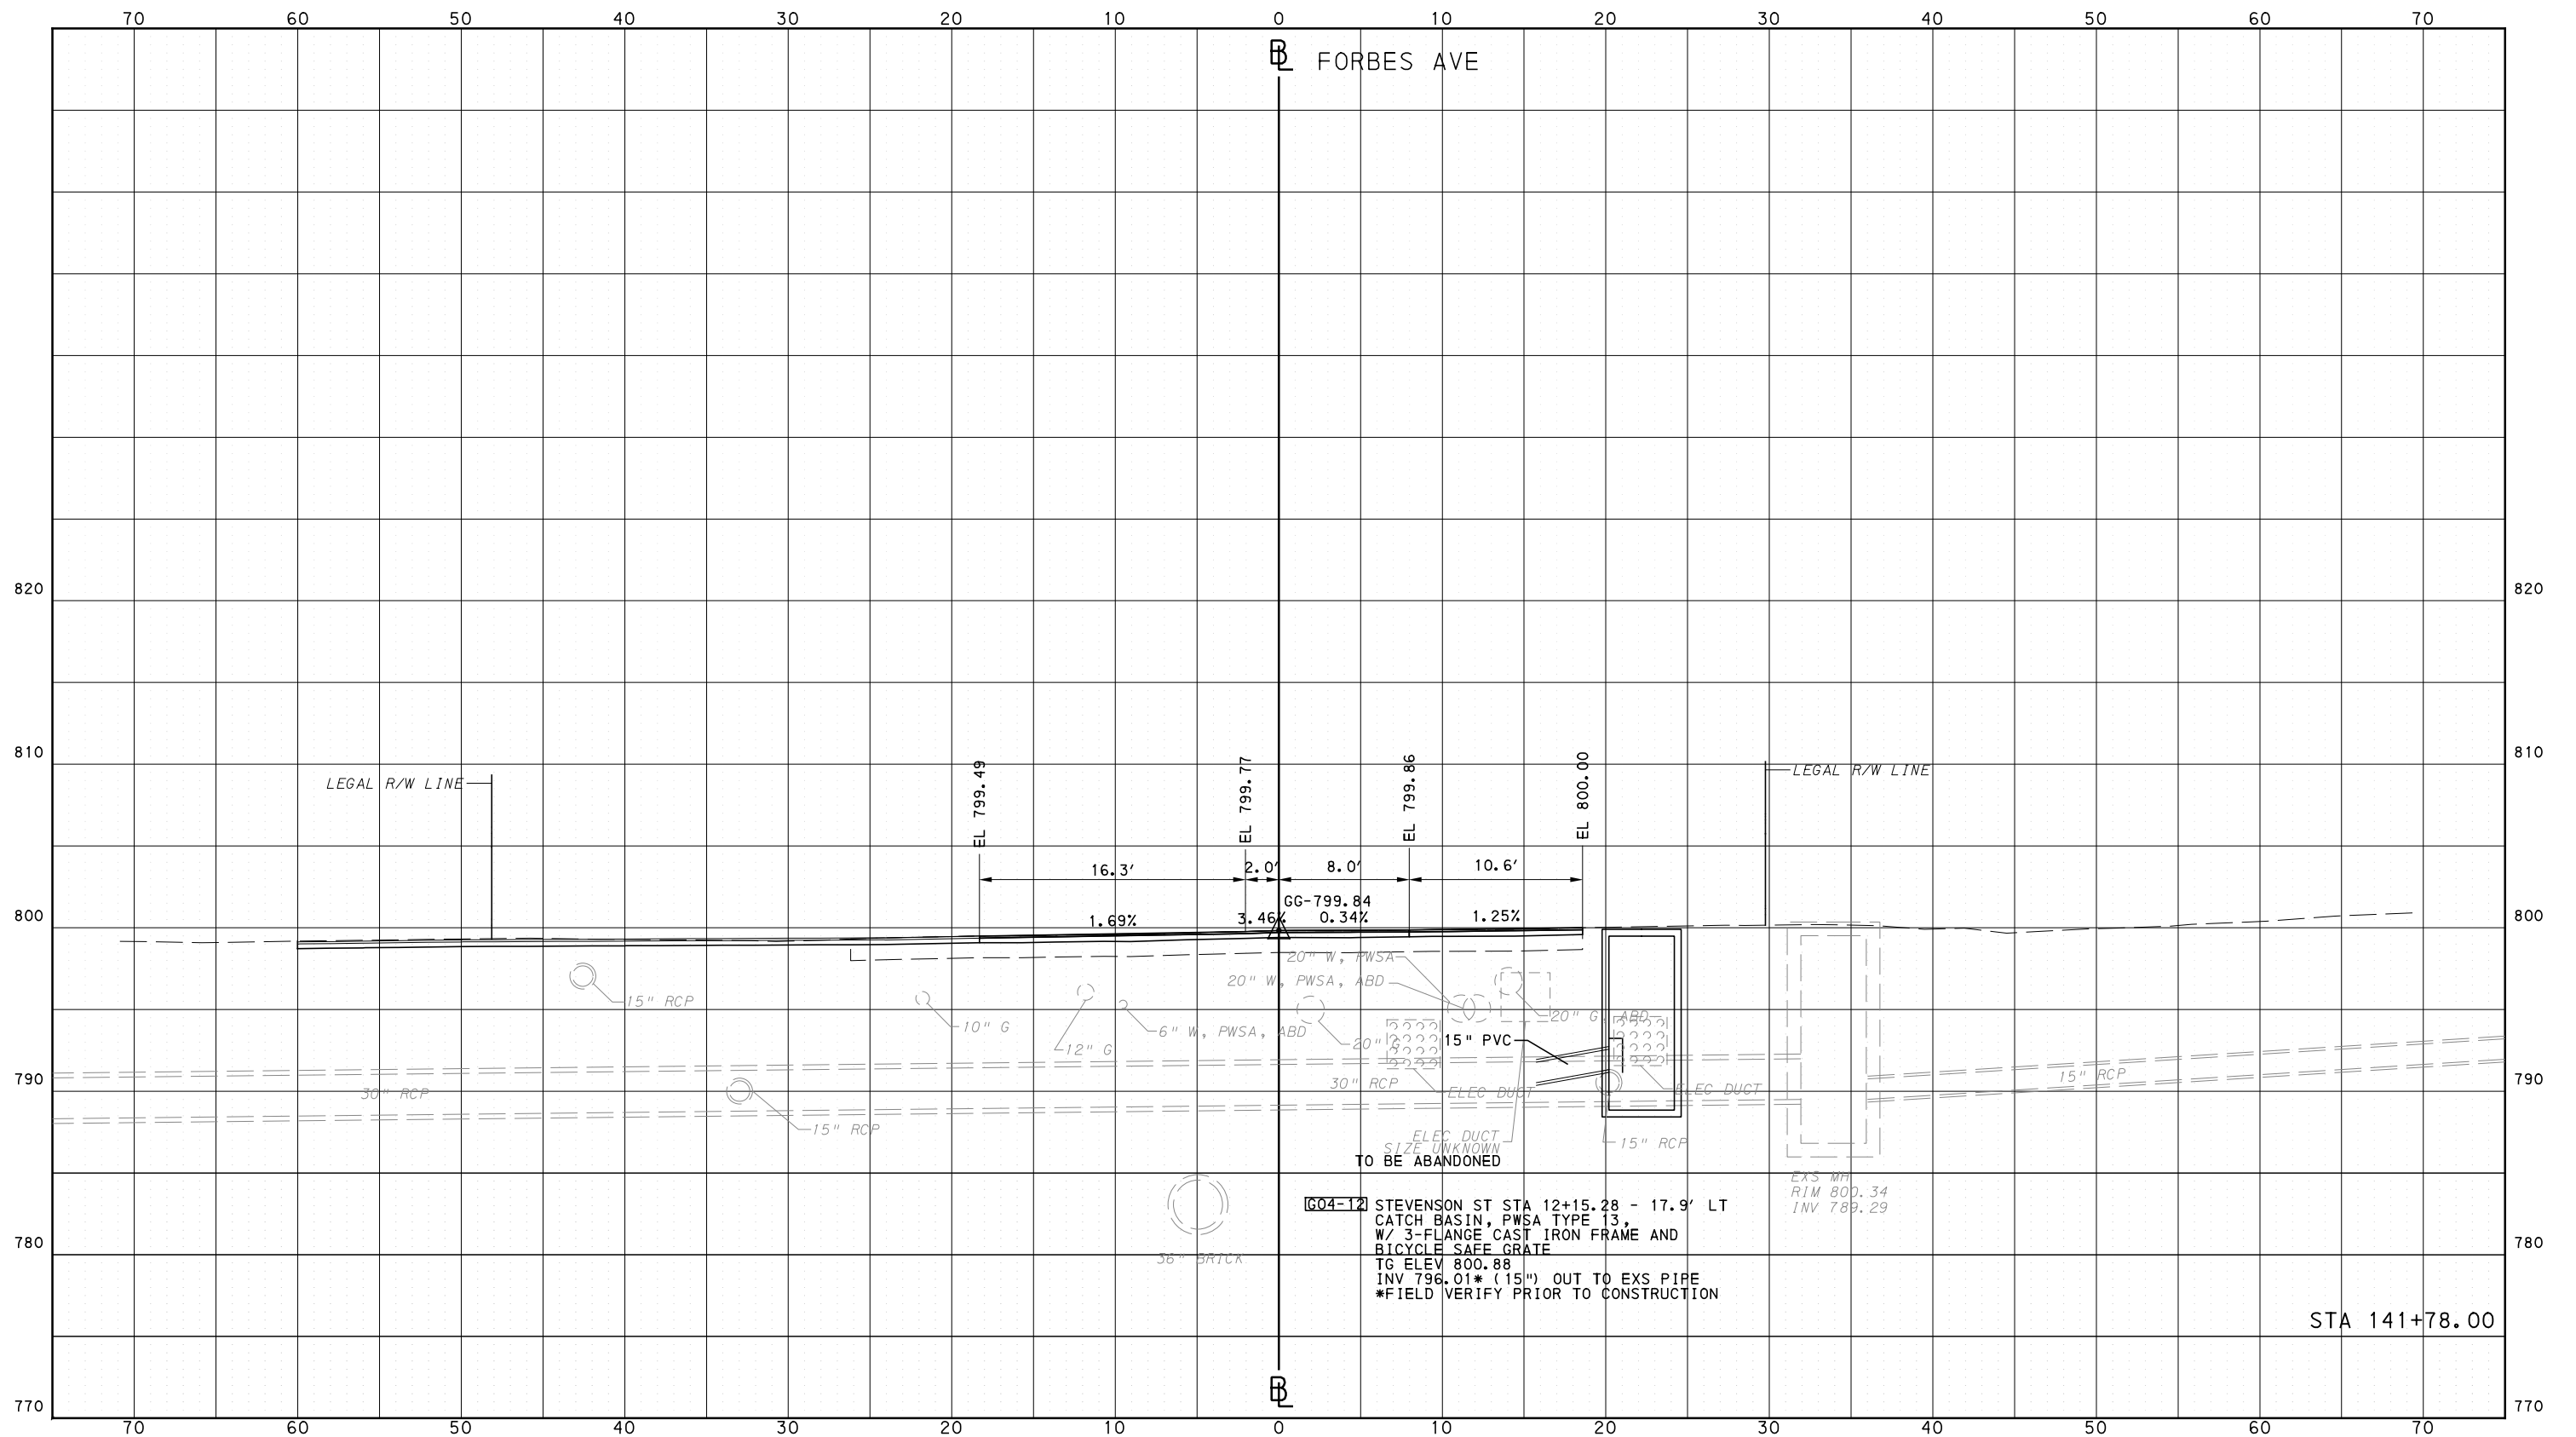 70 60 50 40 30 20 10 0 10 20 30 40 50 60 70
BL FORBES AVE
820 820
810 810
LEGAL R/W LINE
EL 799.49
EL 799.77
EL 799.86
EL 800.00
LEGAL R/W LINE
16.3' 2.0' 8.0' 10.6'
GG-799.84
800 800
1.69% 3.46% 0.34% 1.25%
20" W, PWSA
20" W, PWSA, ABD
15" RCP
10" G
6" W, PWSA, ABD
12" G
20" G
20" G, ABD
15" PVC
790 790
30" RCP
30" RCP
ELEC DUCT
ELEC DUCT
15" RCP
15" RCP
ELEC DUCT
SIZE UNKNOWN
TO BE ABANDONED
15" RCP
EXS MH
RIM 800.34
INV 789.29
G04-12 STEVENSON ST STA 12+15.28 - 17.9' LT
CATCH BASIN, PWSA TYPE 13,
W/ 3-FLANGE CAST IRON FRAME AND
BICYCLE SAFE GRATE
TG ELEV 800.88
INV 796.01* (15") OUT TO EXS PIPE
*FIELD VERIFY PRIOR TO CONSTRUCTION
780 780
36" BRICK
STA 141+78.00
BL
770 770
70 60 50 40 30 20 10 0 10 20 30 40 50 60 70